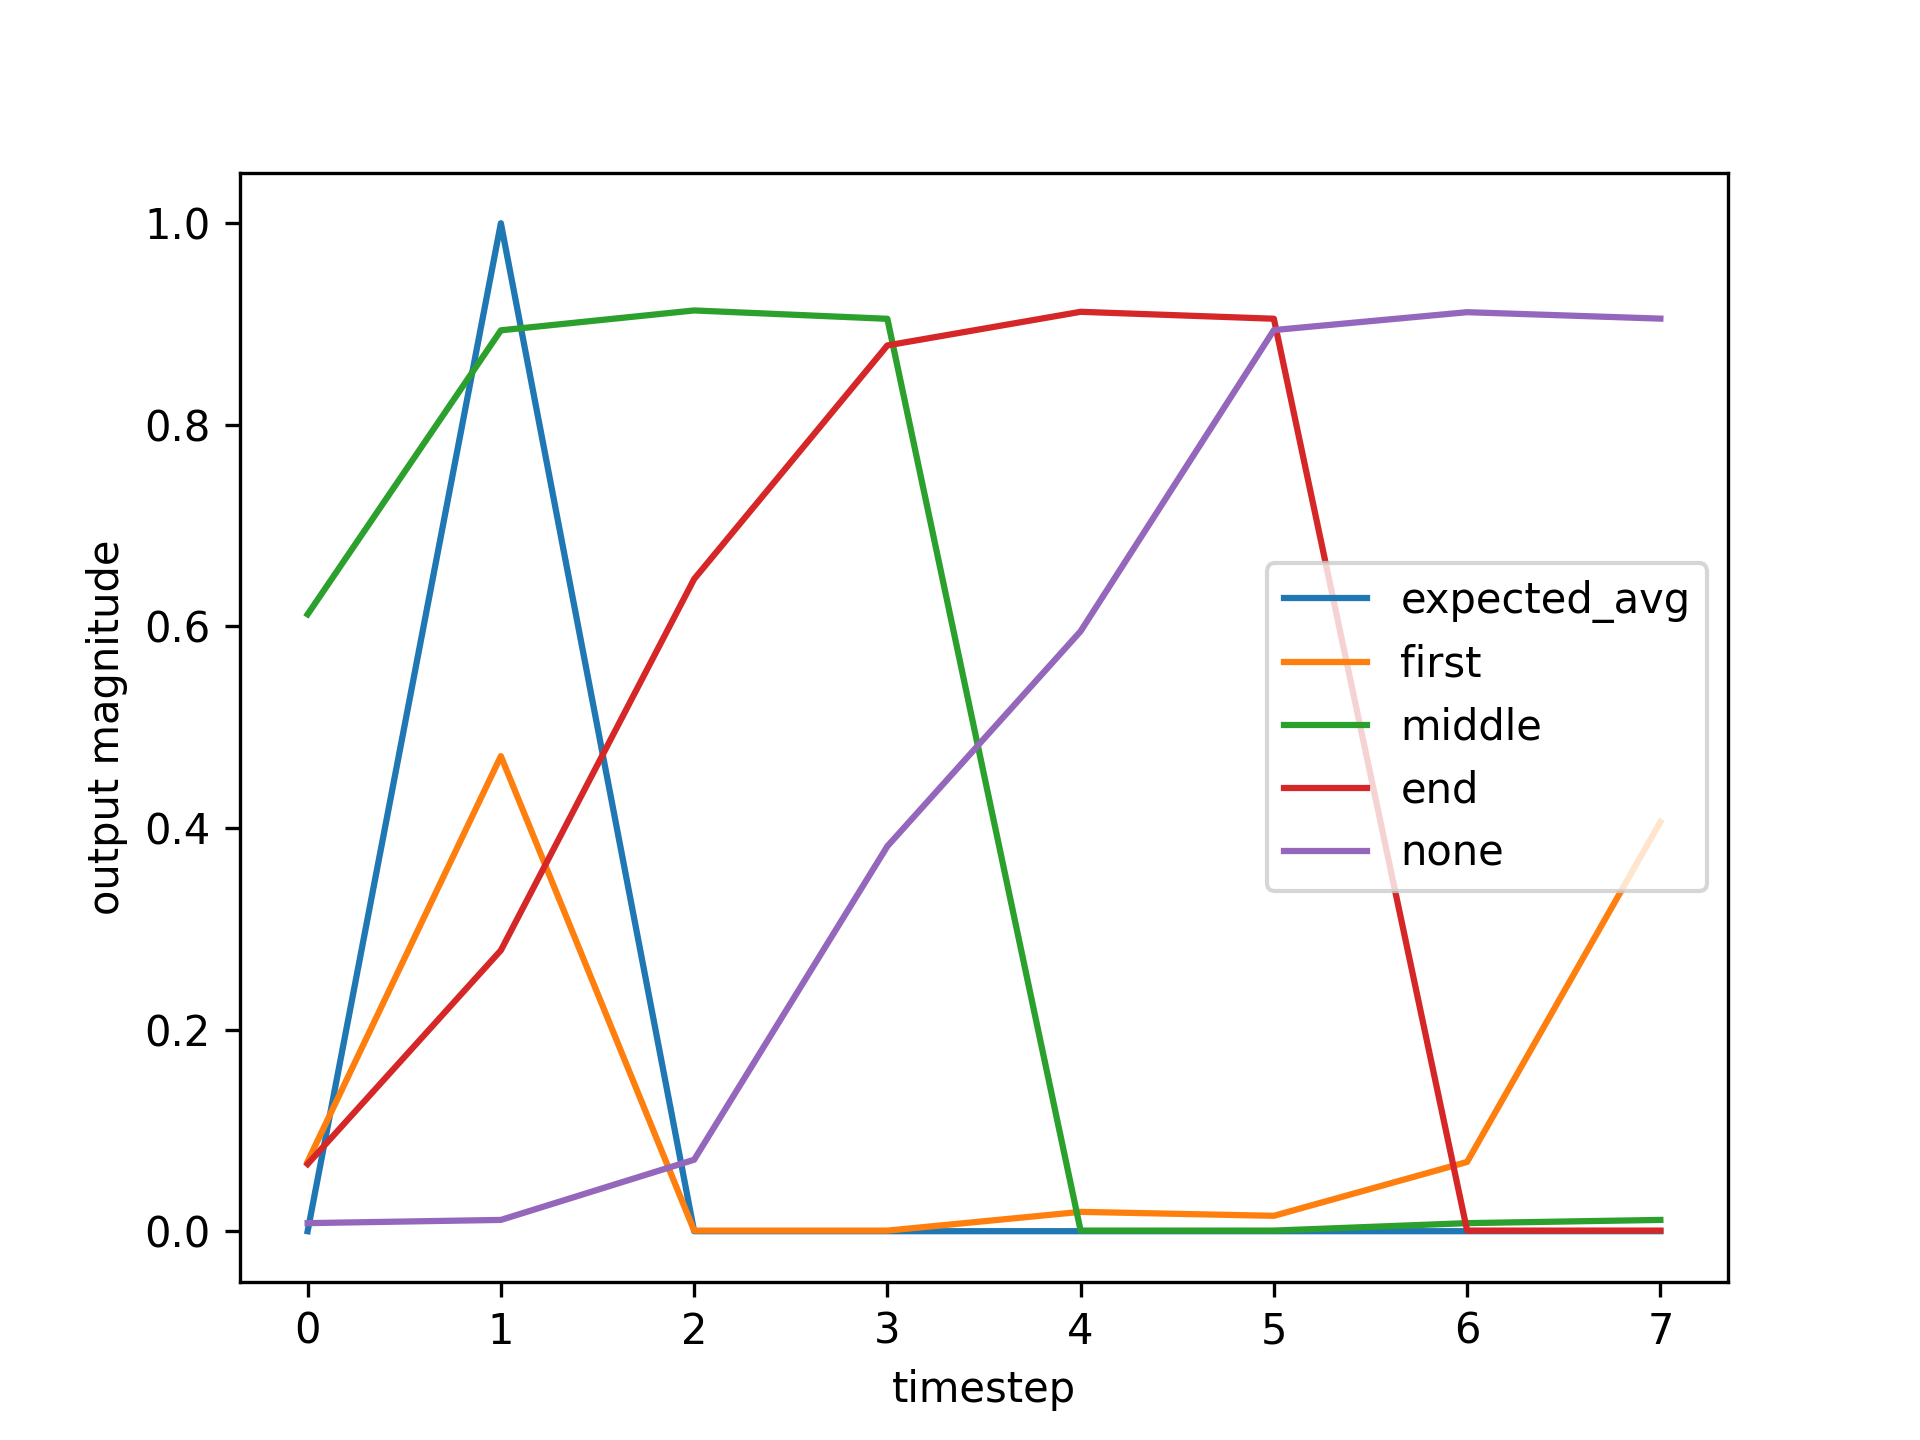 1.0
0.8
0.6
0.4
0.2
0.0
output magnitude
expected_avg
first
middle
end
none
0 1 2 3 4 5 6 7
timestep